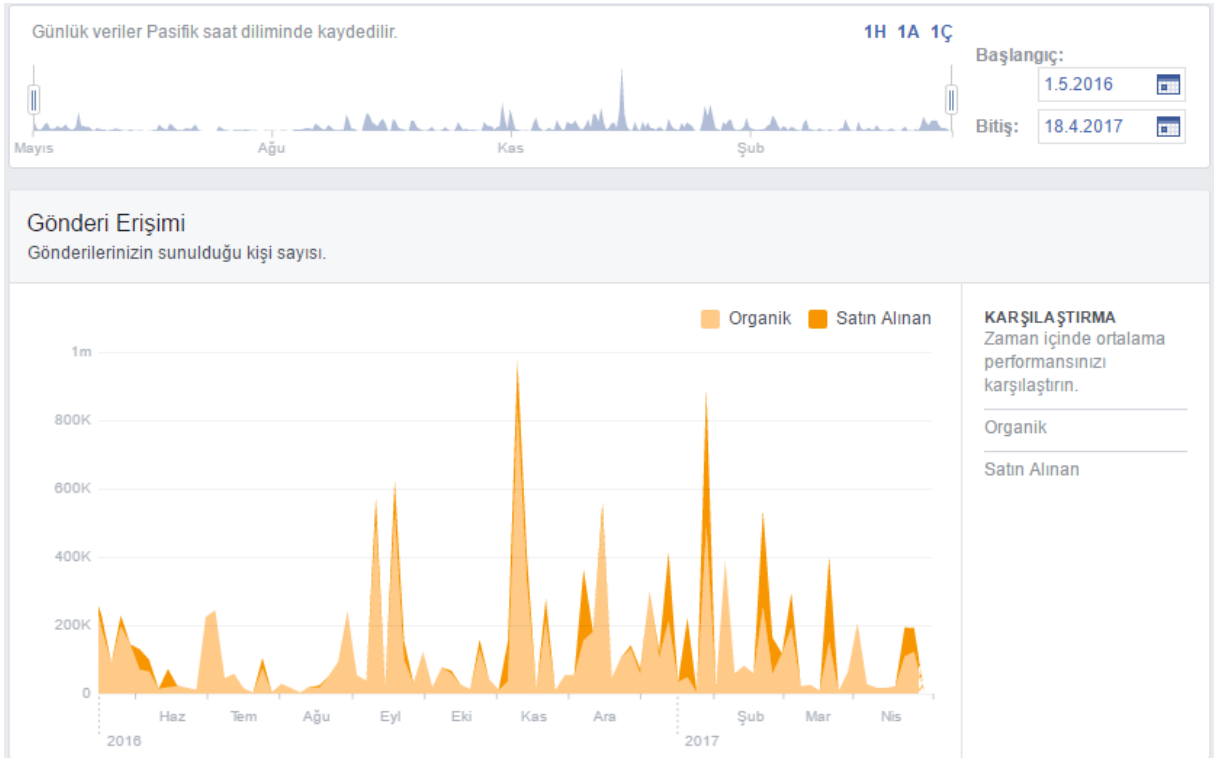 Günlük veriler Pasifik saat diliminde kaydedilir.
1H 1A 1Ç
Başlangıç:
1.5.2016
Bitiş:
18.4.2017
Mayıs Ağu Kas Şub
Gönderi Erişimi
Gönderilerinizin sunulduğu kişi sayısı.
Organik Satın Alınan
1m
800K
600K
400K
200K
0
Haz Tem Ağu Eyl Eki Kas Ara Şub Mar Nis
2016 2017
KARŞILAŞTIRMA
Zaman içinde ortalama
performansınızı
karşılaştırın.
Organik
Satın Alınan